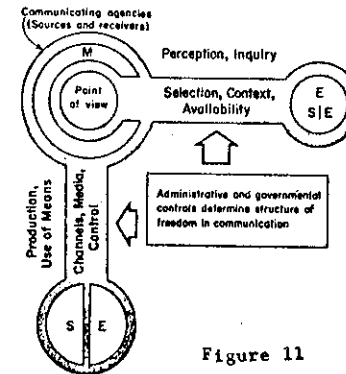 Communicating agencies
(Sources and receivers)
M
Perception, Inquiry
Point
of view
Selection, Context,
Availability
E
S|E
Administrative and governmental
controls determine structure of
freedom in communication
Production,
Use of Means
Channels, Media,
Control
S E
Figure 11